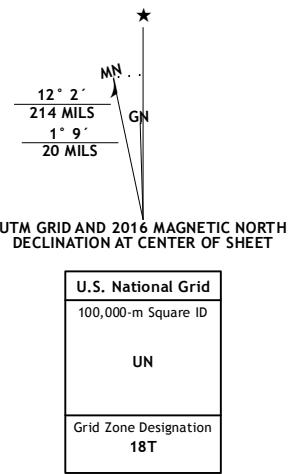 ★
MN
GN
12° 2´
214 MILS
1° 9´
20 MILS
UTM GRID AND 2016 MAGNETIC NORTH
DECLINATION AT CENTER OF SHEET
U.S. National Grid
100,000-m Square ID
UN
Grid Zone Designation
18T